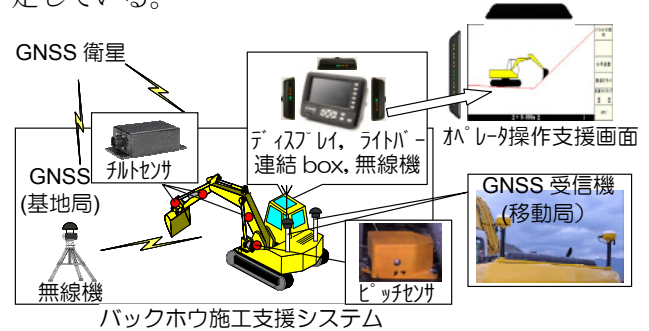 定している。
GNSS 衛星
ﾃﾞｨｽﾌﾟﾚｲ, ﾗｲﾄﾊﾞｰ
連結 box, 無線機
ｵﾍﾟﾚｰﾀ操作支援画面
ﾁﾙﾄｾﾝｻ
GNSS
(基地局)
GNSS 受信機
(移動局）
無線機
ﾋﾟｯﾁｾﾝｻ
バックホウ施工支援システム